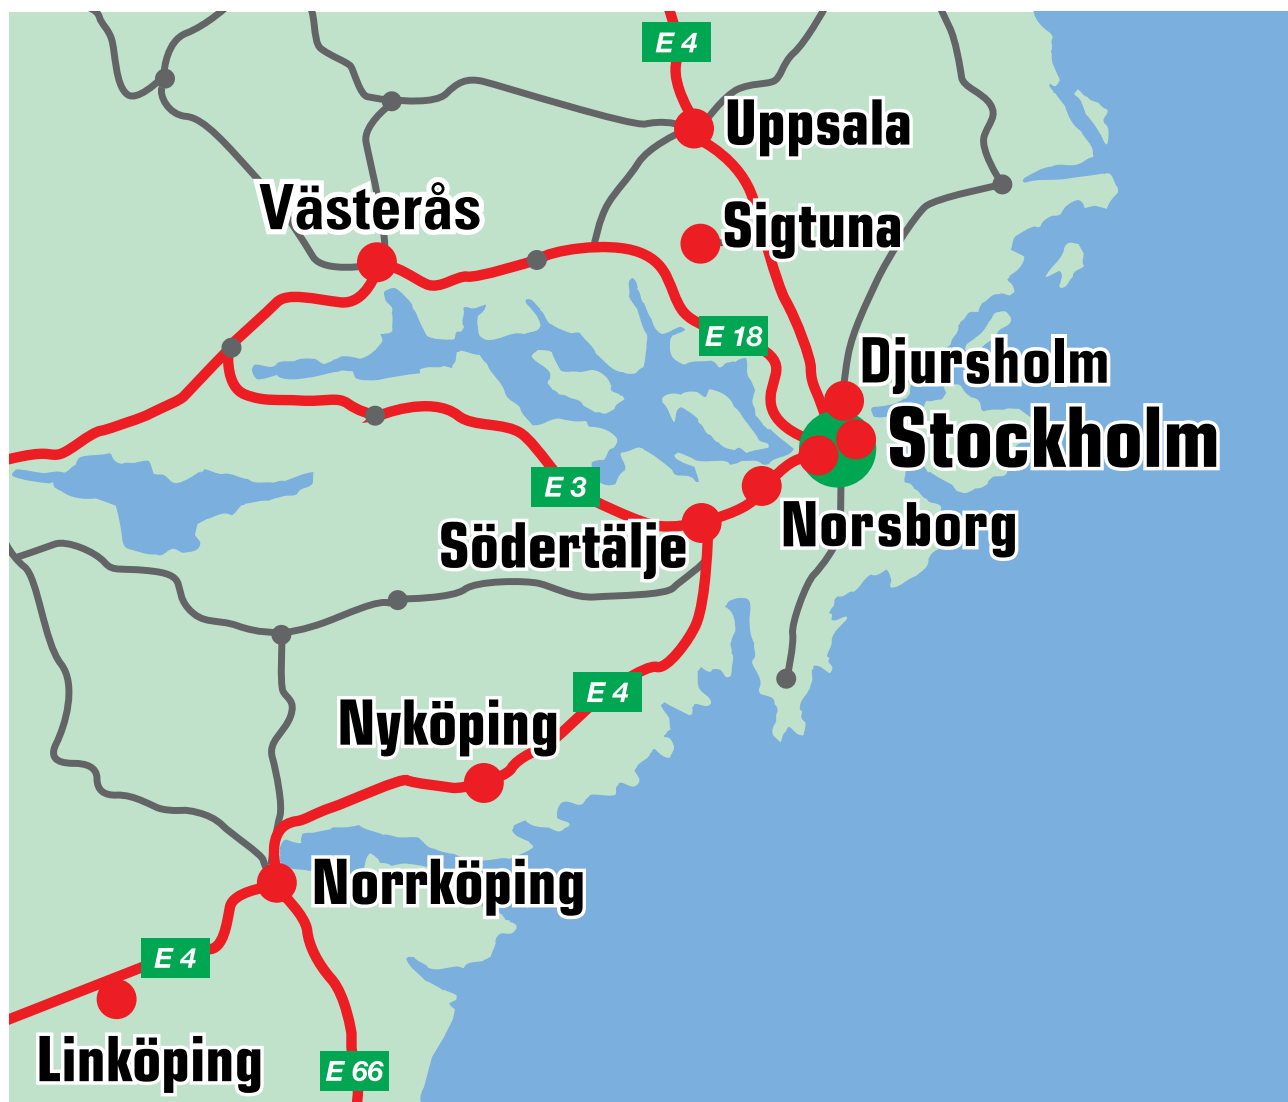 E 4
Uppsala
Västerås
Sigtuna
E 18
Djursholm
Stockholm
E 3
Norsborg
Södertälje
E 4
Nyköping
Norrköping
E 4
Linköping
E 66